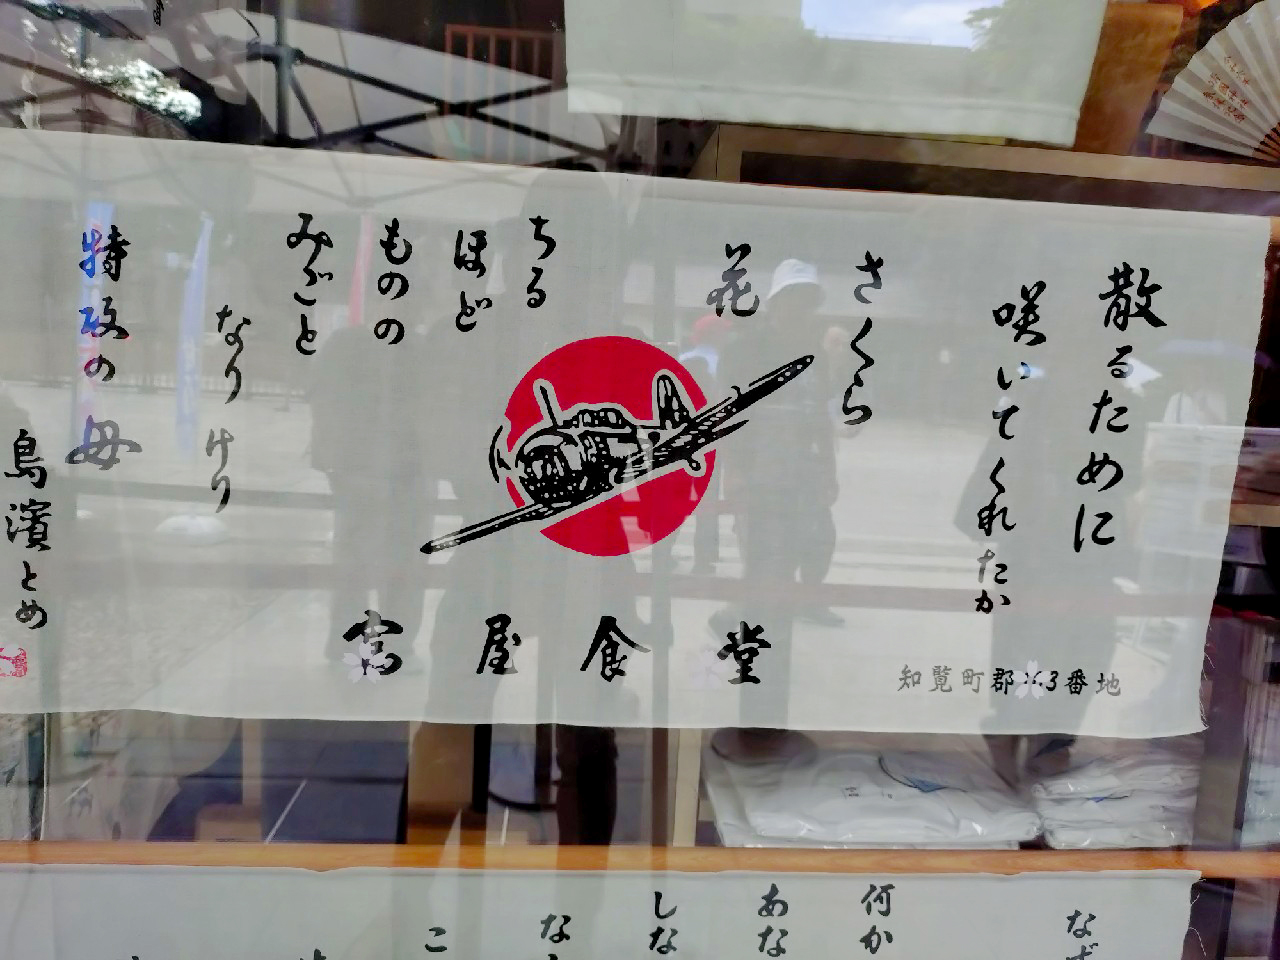 散るために
咲いてくれたか
さくら
花
ちる
ほど
ものの
みごと
なりけり
特攻の母
鳥濱とめ
富屋食堂
知覧町郡
3番地
なぜ
何か
あな
しな
な
こ